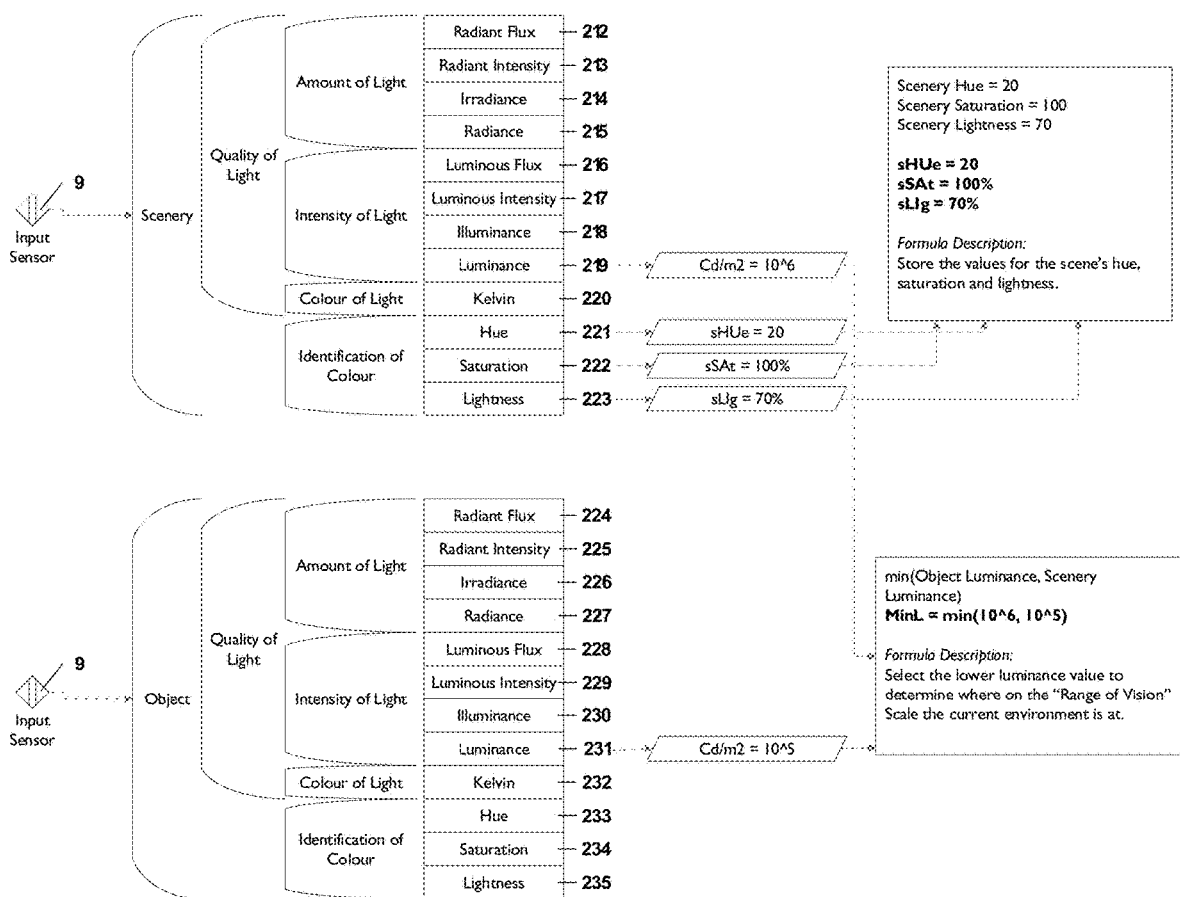 Radiant Flux 212
Radiant Intensity 213
Amount of Light
Irradiance 214
Radiance 215
Quality of
Light
Luminous Flux 216
Luminous Intensity 217
Intensity of Light
Illuminance 218
Luminance 219
Cd/m2 = 10^6
Colour of Light
Kelvin 220
9
Input
Sensor
Scenery
Hue 221
sHUe = 20
Identification of
Colour
Saturation 222
sSAt = 100%
Lightness 223
sLIg = 70%
Scenery Hue = 20
Scenery Saturation = 100
Scenery Lightness = 70
sHUe = 20
sSAt = 100%
sLIg = 70%
Formula Description:
Store the values for the scene's hue,
saturation and lightness.
Radiant Flux 224
Radiant Intensity 225
Amount of Light
Irradiance 226
Radiance 227
Quality of
Light
Luminous Flux 228
Luminous Intensity 229
Intensity of Light
Illuminance 230
Luminance 231
Cd/m2 = 10^5
Colour of Light
Kelvin 232
9
Input
Sensor
Object
Hue 233
Identification of
Colour
Saturation 234
Lightness 235
min(Object Luminance, Scenery
Luminance)
MinL = min(10^6, 10^5)
Formula Description:
Select the lower luminance value to
determine where on the "Range of Vision"
Scale the current environment is at.